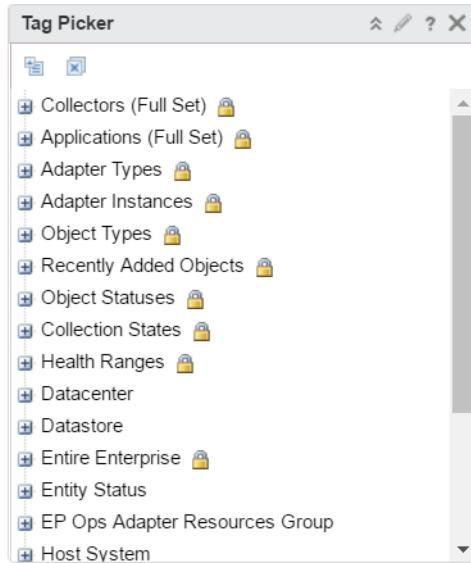 Tag Picker
?
Collectors (Full Set)
Applications (Full Set)
Adapter Types
Adapter Instances
Object Types
Recently Added Objects
Object Statuses
Collection States
Health Ranges
Datacenter
Datastore
Entire Enterprise
Entity Status
EP Ops Adapter Resources Group
Host System